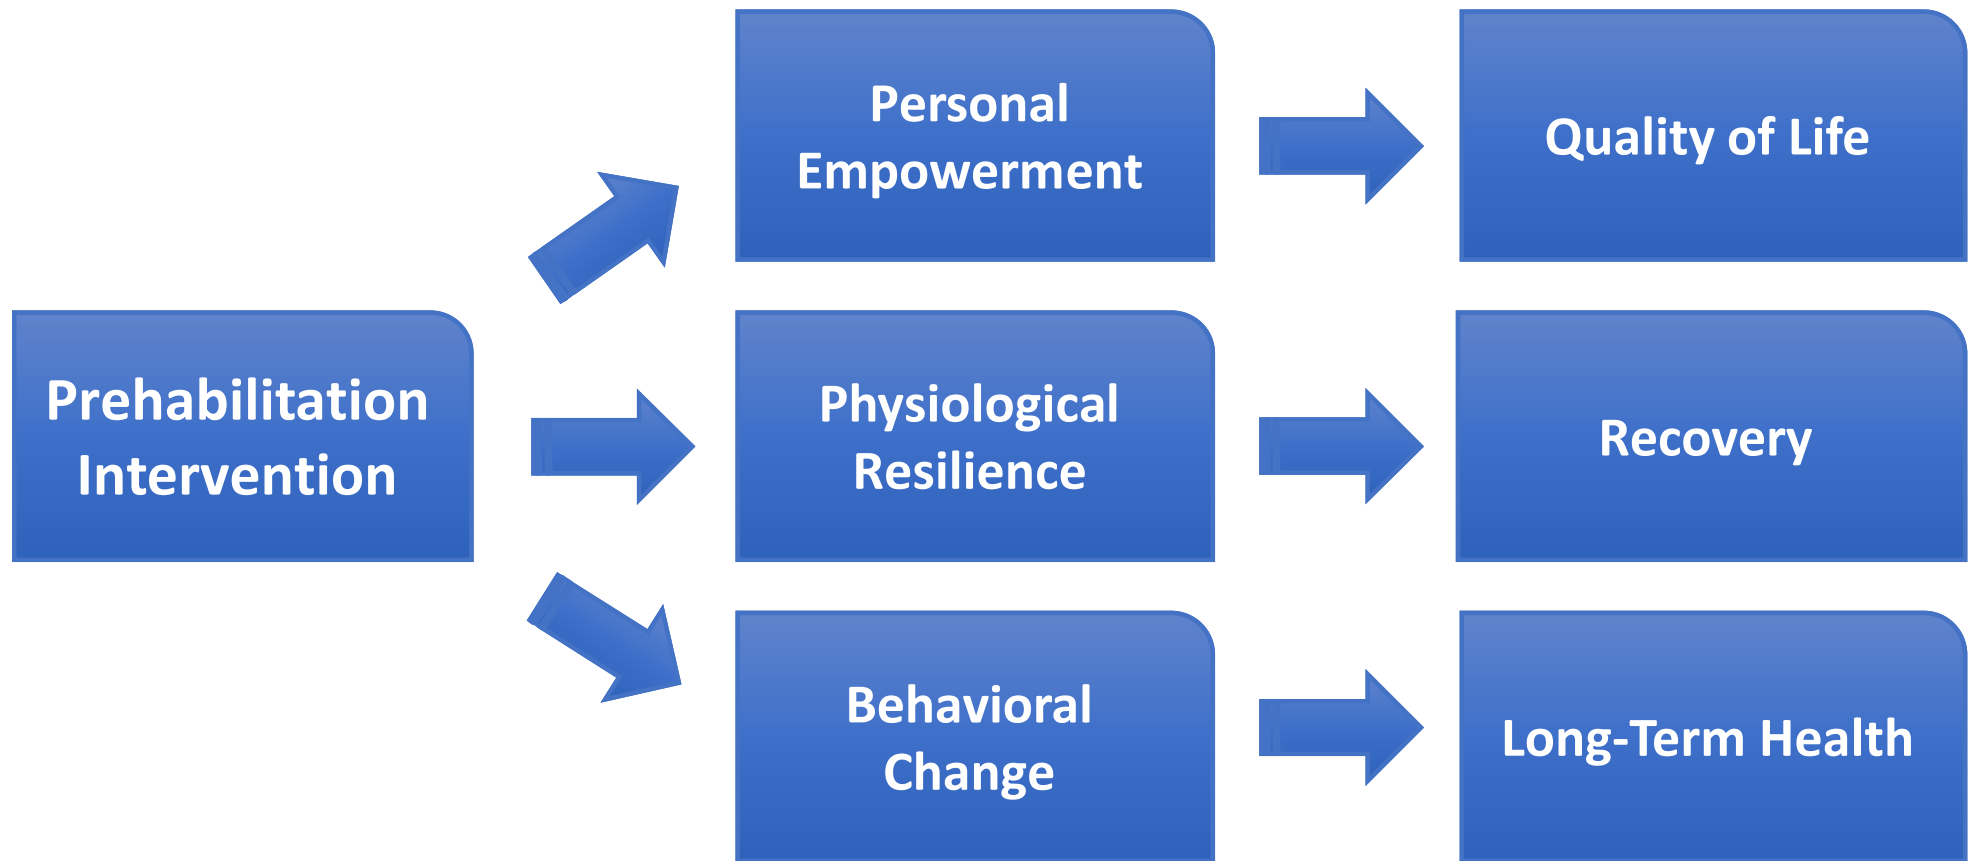 Prehabilitation
Intervention
Personal
Empowerment
Quality of Life
Physiological
Resilience
Recovery
Behavioral
Change
Long-Term Health